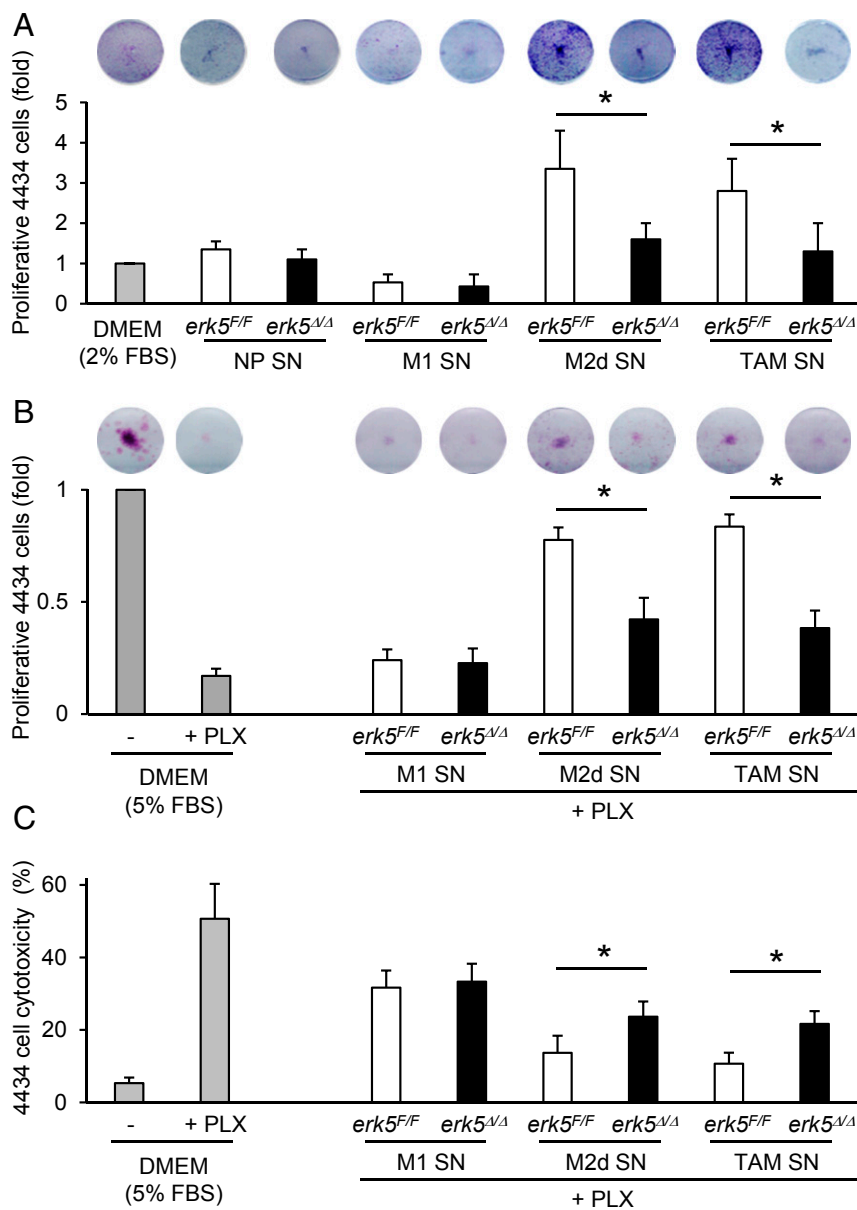 A
Proliferative 4434 cells (fold)
5
4
3
2
1
0
*
*
DMEM
(2% FBS)
erk5F/F erk5Δ/Δ erk5F/F erk5Δ/Δ erk5F/F erk5Δ/Δ erk5F/F erk5Δ/Δ
NP SN M1 SN M2d SN TAM SN
B
Proliferative 4434 cells (fold)
1
0.5
0
*
*
- + PLX erk5F/F erk5Δ/Δ erk5F/F erk5Δ/Δ erk5F/F erk5Δ/Δ
DMEM
(5% FBS)
M1 SN M2d SN TAM SN
+ PLX
C
4434 cell cytotoxicity (%)
60
40
20
0
*
*
- + PLX erk5F/F erk5Δ/Δ erk5F/F erk5Δ/Δ erk5F/F erk5Δ/Δ
DMEM
(5% FBS)
M1 SN M2d SN TAM SN
+ PLX